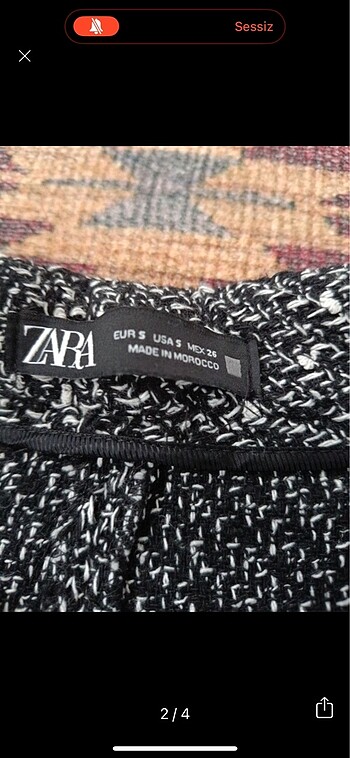 Sessiz
ZARA
EUR S USA S MEX 26
MADE IN MOROCCO
2 / 4